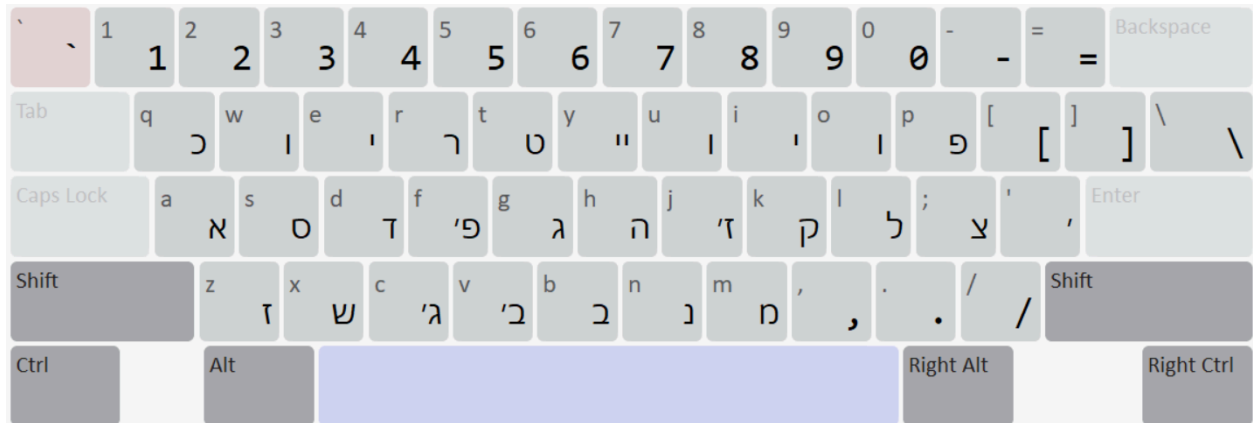 ` ` 1 1 2 2 3 3 4 4 5 5 6 6 7 7 8 8 9 9 0 0 - - = = Backspace
Tab q כ w ו e י r ר t ט y יי u ו i י o ו p פ [ [ ] ] \ \
Caps Lock a א s ס d ד f פ׳ g ג h ה j ז׳ k ק l ל ; צ ' ׳ Enter
Shift z ז x ש c ג׳ v ב׳ b ב n נ m מ , , . . / / Shift
Ctrl Alt Right Alt Right Ctrl